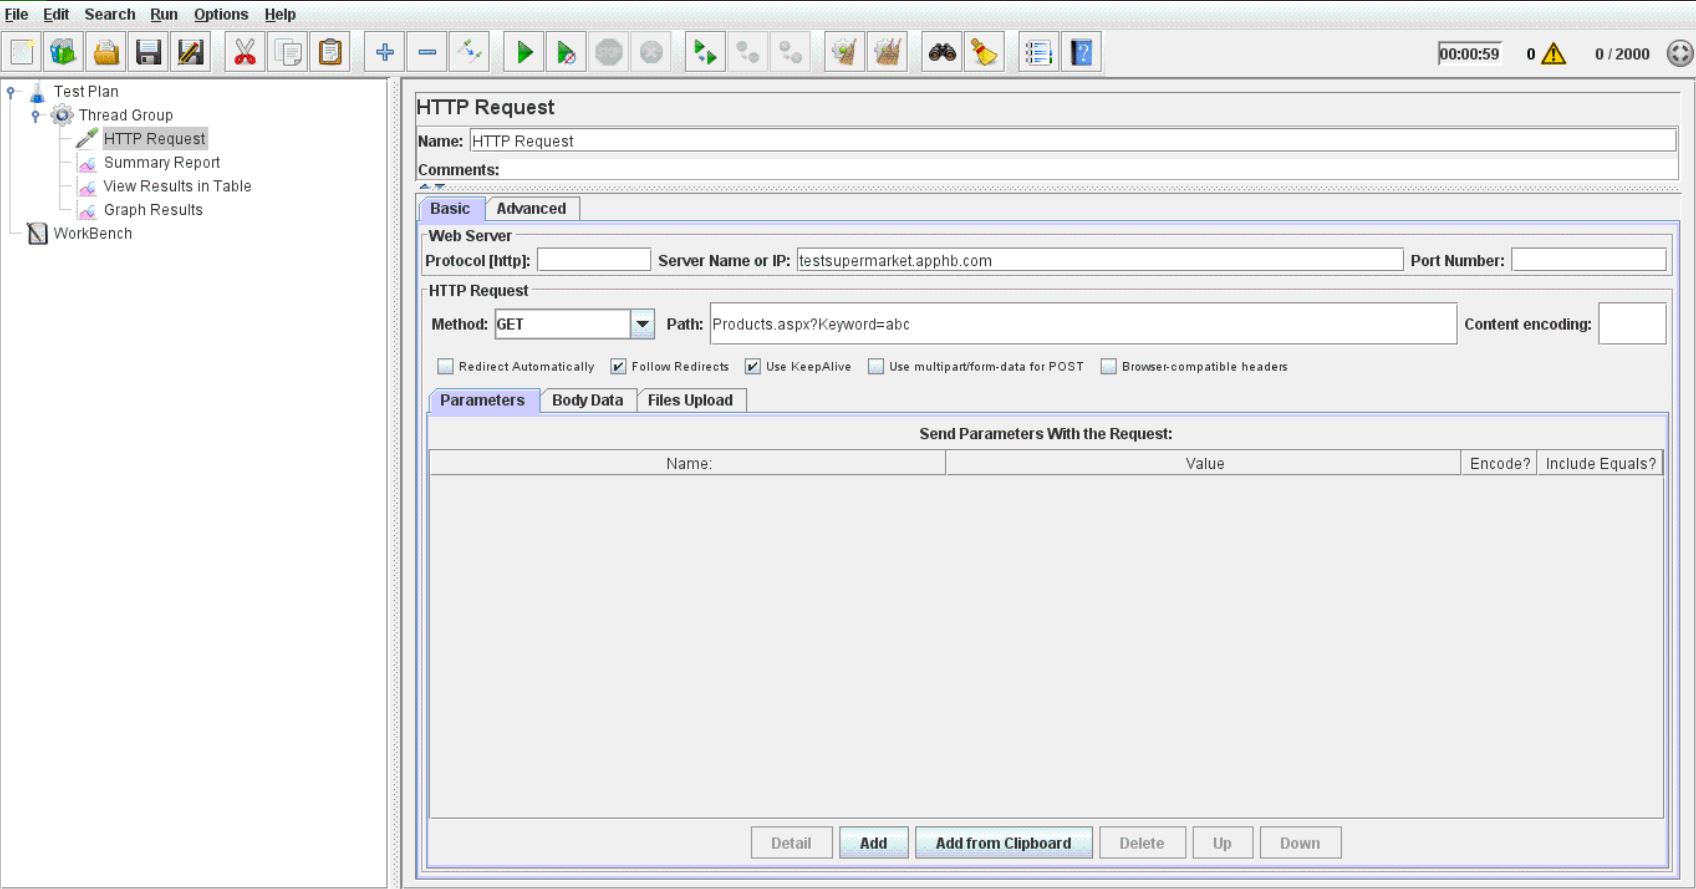 File Edit Search Run Options Help
00:00:59 0 0 / 2000
Test Plan
Thread Group
HTTP Request
Summary Report
View Results in Table
Graph Results
WorkBench
HTTP Request
Name: HTTP Request
Comments:
Basic Advanced
Web Server
Protocol [http]: Server Name or IP: testsupermarket.apphb.com Port Number:
HTTP Request
Method: GET Path: Products.aspx?Keyword=abc Content encoding:
Redirect Automatically Follow Redirects Use KeepAlive Use multipart/form-data for POST Browser-compatible headers
Parameters Body Data Files Upload
Send Parameters With the Request:
Name: Value Encode? Include Equals?
Detail Add Add from Clipboard Delete Up Down